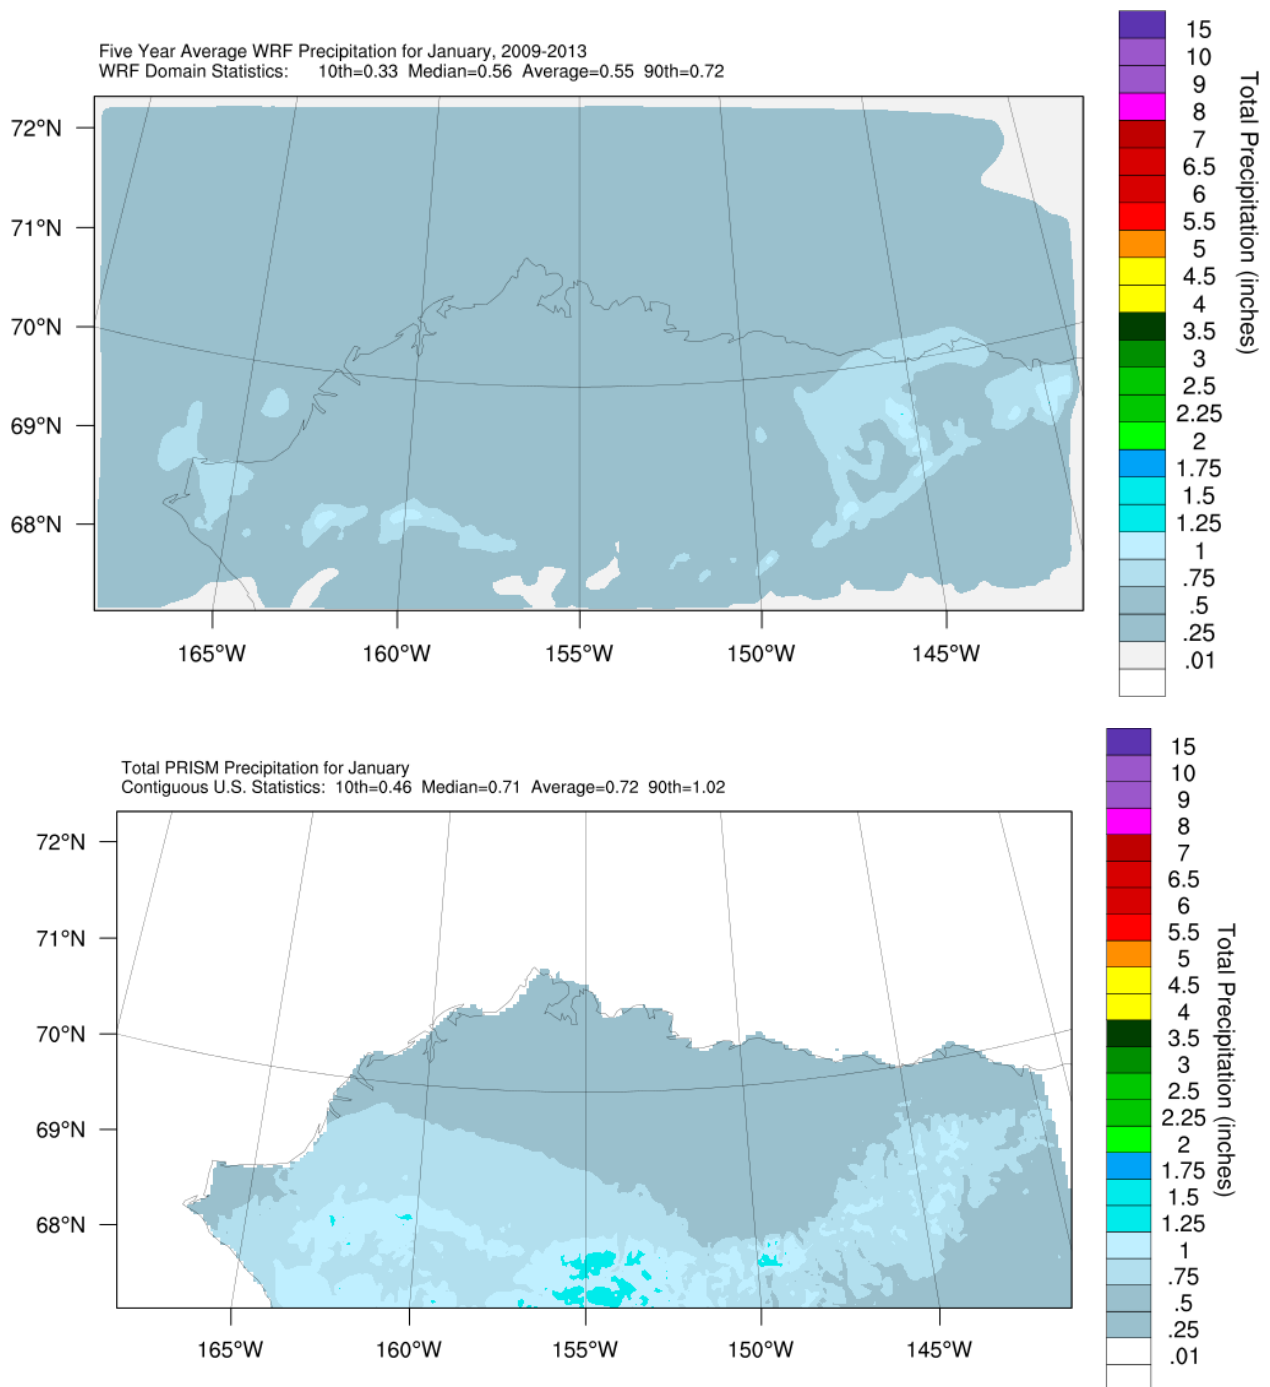 Five Year Average WRF Precipitation for January, 2009-2013
WRF Domain Statistics: 10th=0.33 Median=0.56 Average=0.55 90th=0.72
72°N
71°N
70°N
69°N
68°N
165°W 160°W 155°W 150°W 145°W
15
10
9
8
7
6.5
6
5.5
5
4.5
4
3.5
3
2.5
2.25
2
1.75
1.5
1.25
1
.75
.5
.25
.01
Total Precipitation (inches)
Total PRISM Precipitation for January
Contiguous U.S. Statistics: 10th=0.46 Median=0.71 Average=0.72 90th=1.02
72°N
71°N
70°N
69°N
68°N
165°W 160°W 155°W 150°W 145°W
15
10
9
8
7
6.5
6
5.5
5
4.5
4
3.5
3
2.5
2.25
2
1.75
1.5
1.25
1
.75
.5
.25
.01
Total Precipitation (inches)